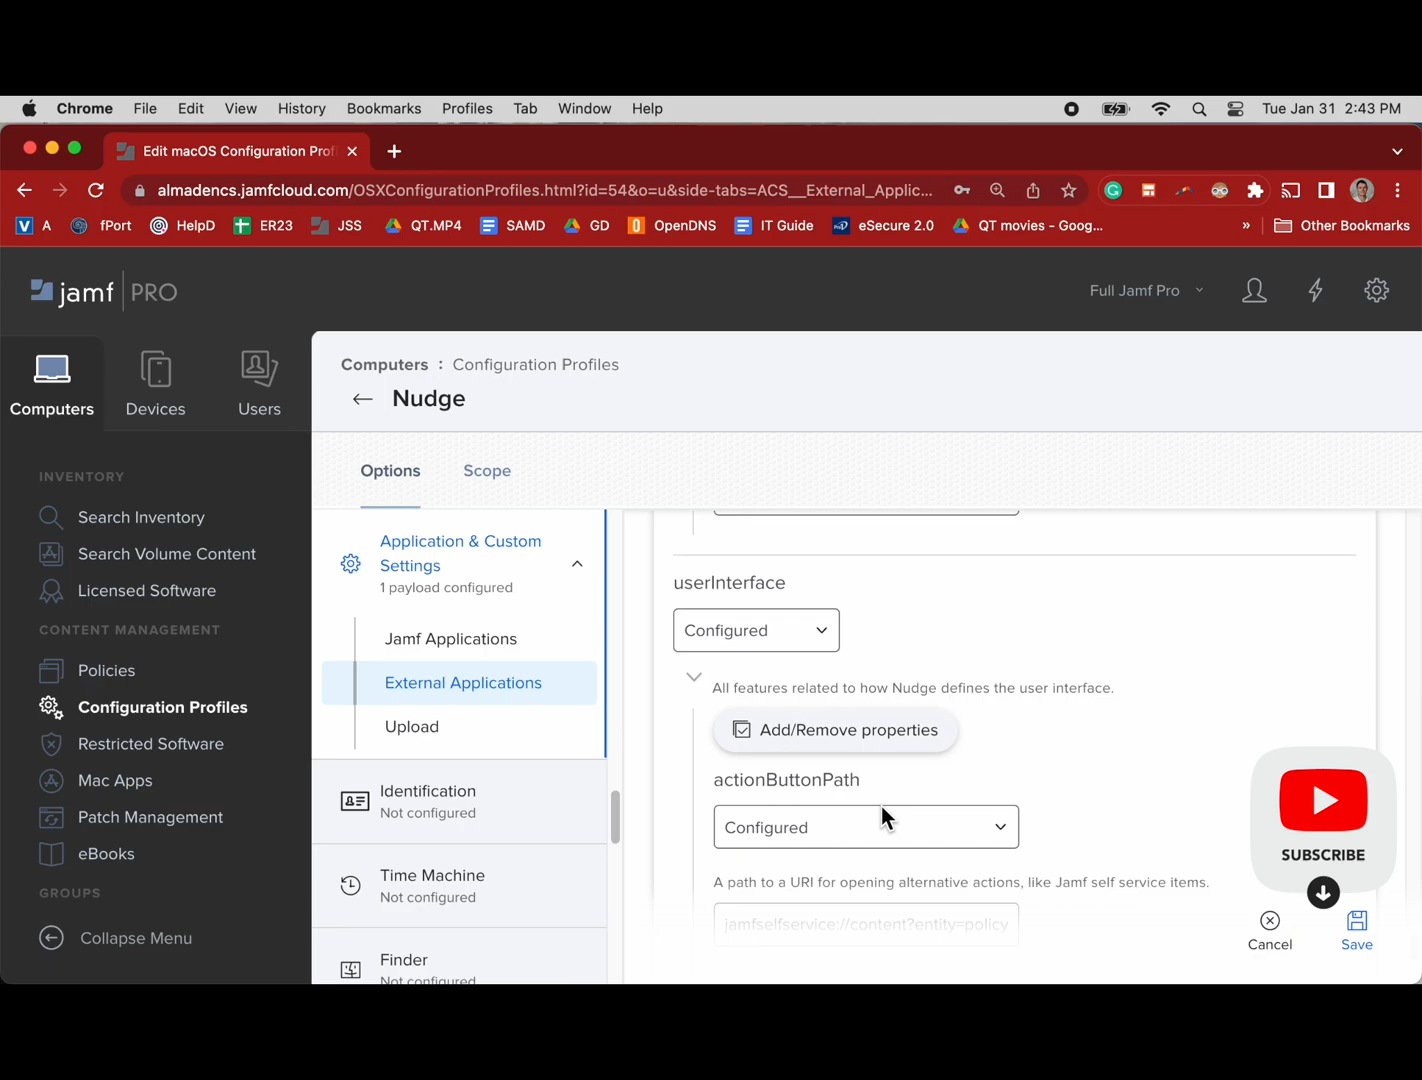 Chrome File Edit View History Bookmarks Profiles Tab Window Help Tue Jan 31 2:43 PM
Edit macOS Configuration Prof
almadencs.jamfcloud.com/OSXConfigurationProfiles.html?id=54&o=u&side-tabs=ACS__External_Applic...
A fPort HelpD ER23 JSS QT.MP4 SAMD GD OpenDNS IT Guide eSecure 2.0 QT movies - Goog... » Other Bookmarks
jamf PRO
Full Jamf Pro
Computers
Devices
Users
INVENTORY
Search Inventory
Search Volume Content
Licensed Software
CONTENT MANAGEMENT
Policies
Configuration Profiles
Restricted Software
Mac Apps
Patch Management
eBooks
GROUPS
Collapse Menu
Computers : Configuration Profiles
← Nudge
Options
Scope
Application & Custom
Settings
1 payload configured
Jamf Applications
External Applications
Upload
Identification
Not configured
Time Machine
Not configured
Finder
Not configured
userInterface
Configured
All features related to how Nudge defines the user interface.
Add/Remove properties
actionButtonPath
Configured
A path to a URI for opening alternative actions, like Jamf self service items.
jamfselfservice://content?entity=policy
SUBSCRIBE
Cancel
Save